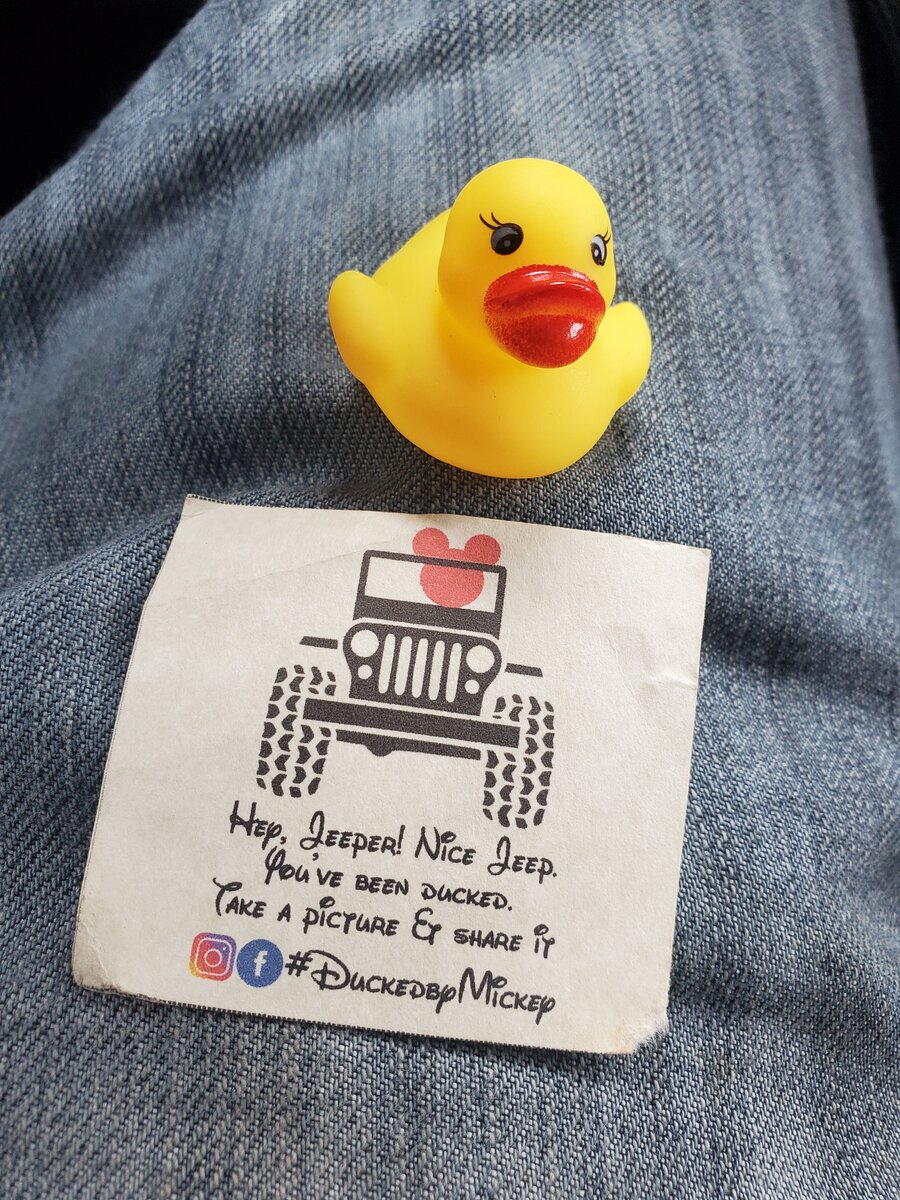 Hey, Jeeper! Nice Jeep.
You've been ducked.
Take a picture & share it
#DuckedbyMickey